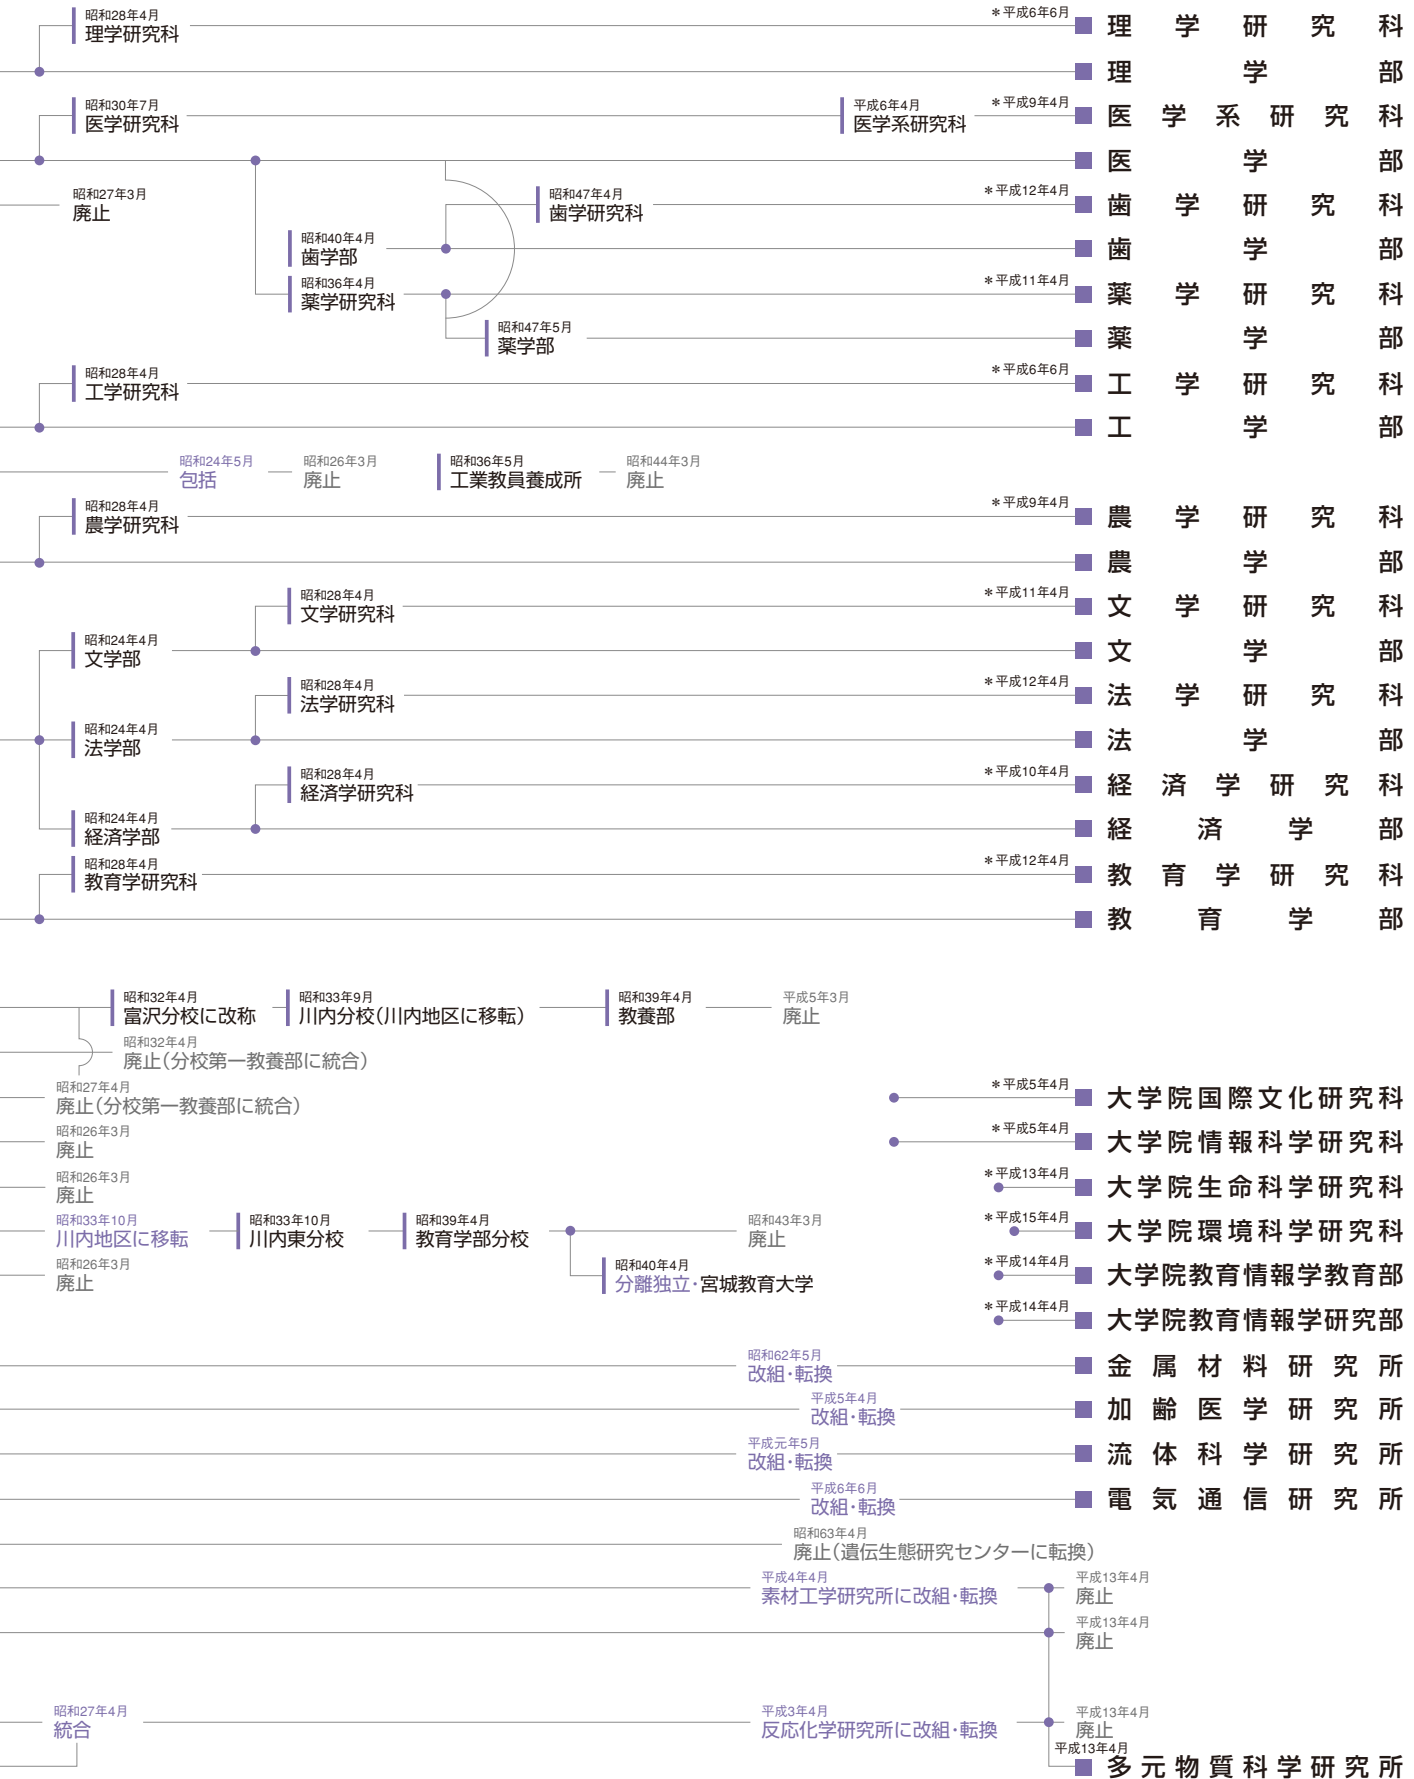 昭和28年4月
理学研究科
＊平成6年6月
理学研究科
理学部
昭和30年7月
医学研究科
平成6年4月
医学系研究科
＊平成9年4月
医学系研究科
医学部
昭和27年3月
廃止
昭和47年4月
歯学研究科
＊平成12年4月
歯学研究科
昭和40年4月
歯学部
歯学部
昭和36年4月
薬学研究科
＊平成11年4月
薬学研究科
昭和47年5月
薬学部
薬学部
昭和28年4月
工学研究科
＊平成6年6月
工学研究科
工学部
昭和24年5月
包括
昭和26年3月
廃止
昭和36年5月
工業教員養成所
昭和44年3月
廃止
昭和28年4月
農学研究科
＊平成9年4月
農学研究科
農学部
昭和28年4月
文学研究科
＊平成11年4月
文学研究科
昭和24年4月
文学部
文学部
昭和28年4月
法学研究科
＊平成12年4月
法学研究科
昭和24年4月
法学部
法学部
昭和28年4月
経済学研究科
＊平成10年4月
経済学研究科
昭和24年4月
経済学部
経済学部
昭和28年4月
教育学研究科
＊平成12年4月
教育学研究科
教育学部
昭和32年4月
富沢分校に改称
昭和33年9月
川内分校（川内地区に移転）
昭和39年4月
教養部
平成5年3月
廃止
昭和32年4月
廃止（分校第一教養部に統合）
昭和27年4月
廃止（分校第一教養部に統合）
＊平成5年4月
大学院国際文化研究科
昭和26年3月
廃止
＊平成5年4月
大学院情報科学研究科
昭和26年3月
廃止
＊平成13年4月
大学院生命科学研究科
昭和33年10月
川内地区に移転
昭和33年10月
川内東分校
昭和39年4月
教育学部分校
昭和43年3月
廃止
＊平成15年4月
大学院環境科学研究科
昭和26年3月
廃止
昭和40年4月
分離独立・宮城教育大学
＊平成14年4月
大学院教育情報学教育部
＊平成14年4月
大学院教育情報学研究部
昭和62年5月
改組・転換
金属材料研究所
平成5年4月
改組・転換
加齢医学研究所
平成元年5月
改組・転換
流体科学研究所
平成6年6月
改組・転換
電気通信研究所
昭和63年4月
廃止（遺伝生態研究センターに転換）
平成4年4月
素材工学研究所に改組・転換
平成13年4月
廃止
平成13年4月
廃止
昭和27年4月
統合
平成3年4月
反応化学研究所に改組・転換
平成13年4月
廃止
平成13年4月
多元物質科学研究所